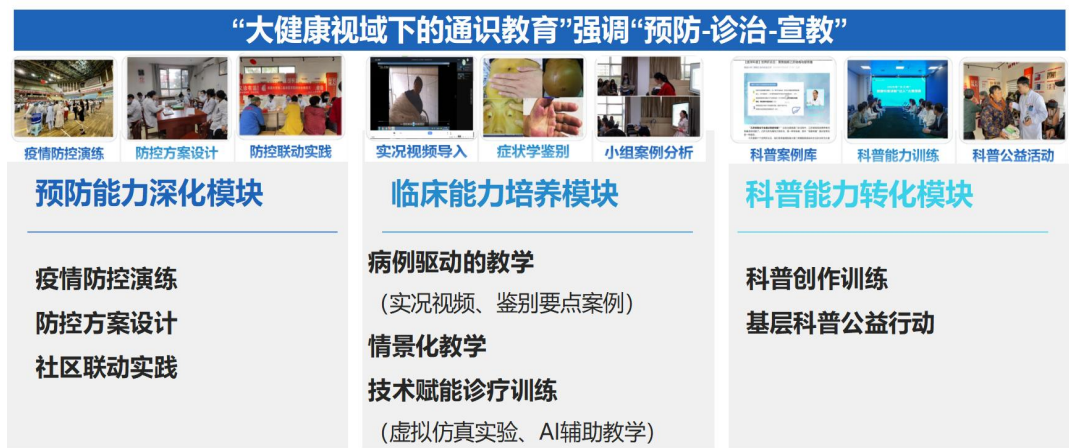 “大健康视域下的通识教育”强调“预防-诊治-宣教”
疫情防控演练
防控方案设计
防控联动实践
实况视频导入
症状学鉴别
小组案例分析
科普案例库
科普能力训练
科普公益活动
预防能力深化模块
疫情防控演练
防控方案设计
社区联动实践
临床能力培养模块
病例驱动的教学
（实况视频、鉴别要点案例）
情景化教学
技术赋能诊疗训练
（虚拟仿真实验、AI辅助教学）
科普能力转化模块
科普创作训练
基层科普公益行动